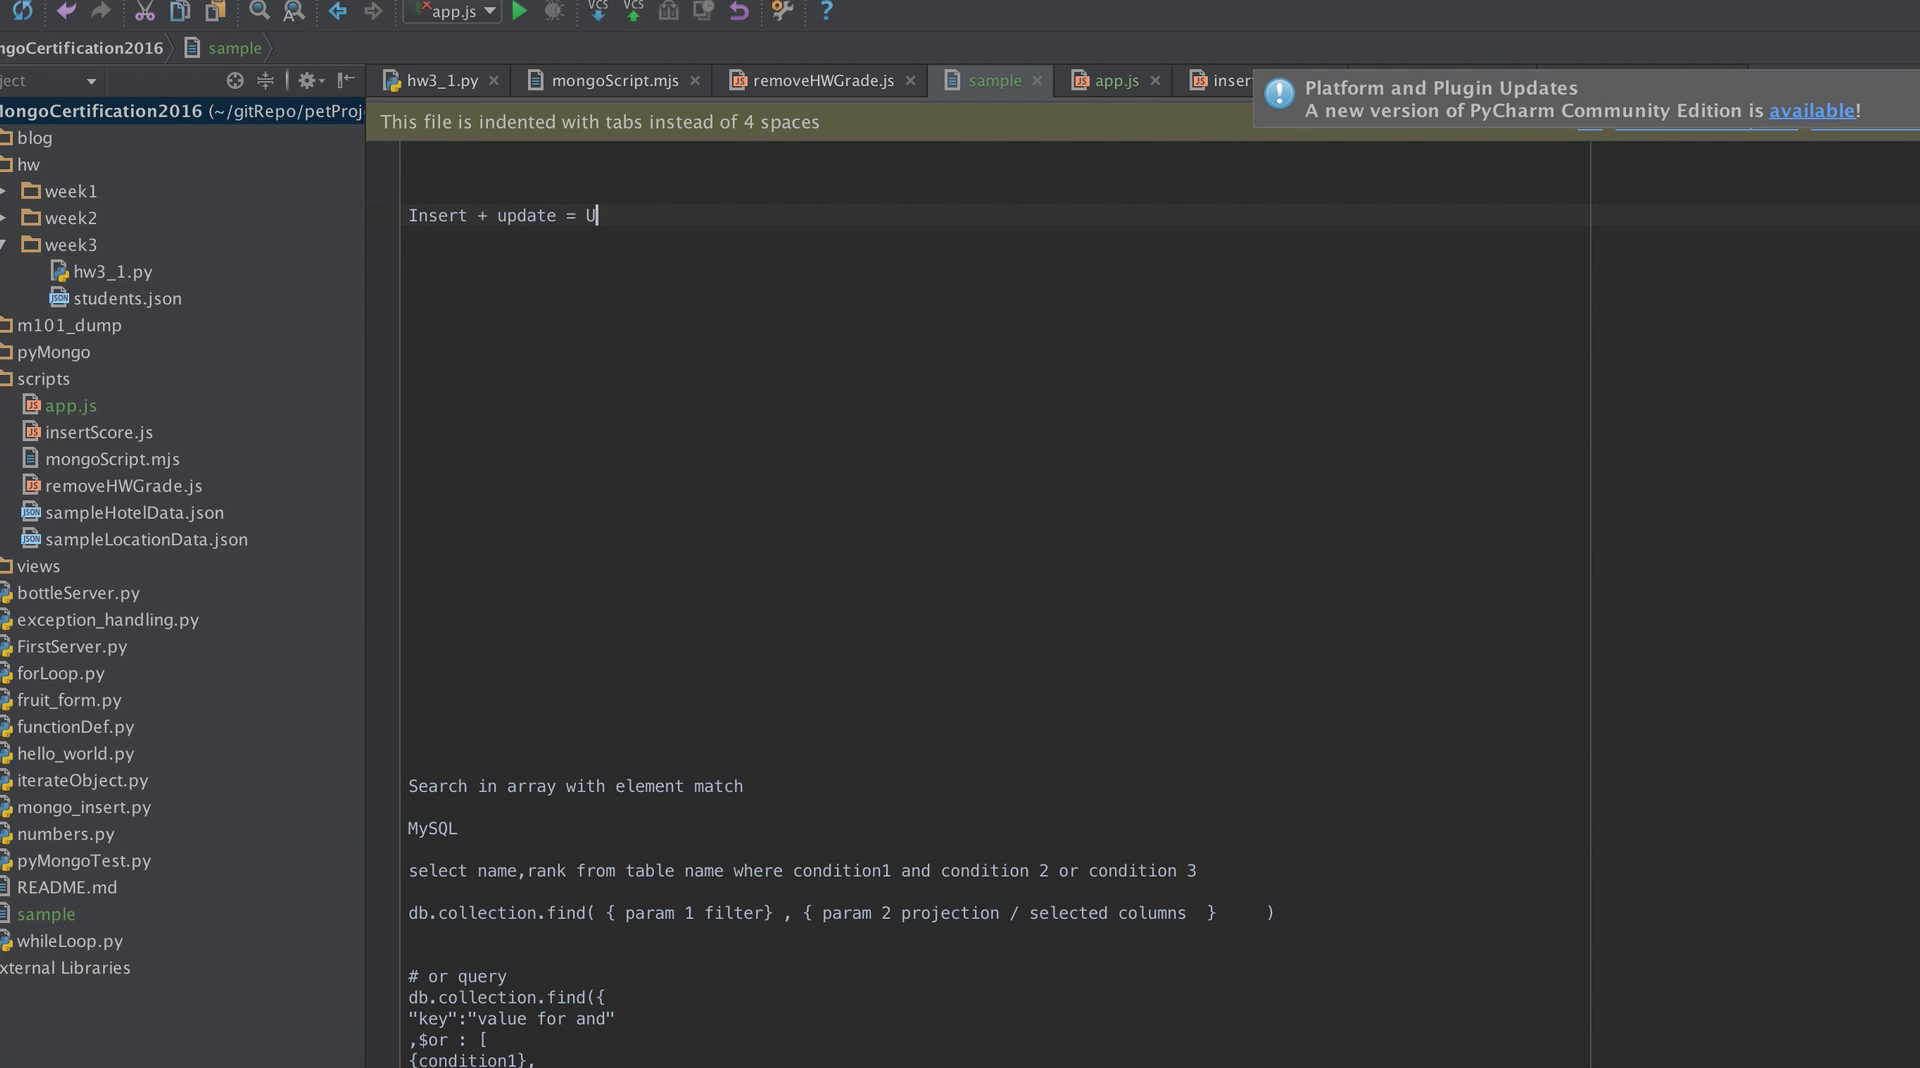 app.js
VCS
VCS
?
ngoCertification2016
sample
ject
hw3_1.py
mongoScript.mjs
removeHWGrade.js
sample
app.js
inser
Platform and Plugin Updates
A new version of PyCharm Community Edition is available!
MongoCertification2016 (~/gitRepo/petProj
This file is indented with tabs instead of 4 spaces
blog
hw
week1
week2
week3
hw3_1.py
students.json
m101_dump
pyMongo
scripts
app.js
insertScore.js
mongoScript.mjs
removeHWGrade.js
sampleHotelData.json
sampleLocationData.json
views
bottleServer.py
exception_handling.py
FirstServer.py
forLoop.py
fruit_form.py
functionDef.py
hello_world.py
iterateObject.py
mongo_insert.py
numbers.py
pyMongoTest.py
README.md
sample
whileLoop.py
xternal Libraries
Insert + update = U
Search in array with element match
MySQL
select name,rank from table name where condition1 and condition 2 or condition 3
db.collection.find( { param 1 filter} , { param 2 projection / selected columns  }     )
# or query
db.collection.find({
"key":"value for and"
,$or : [
{condition1},